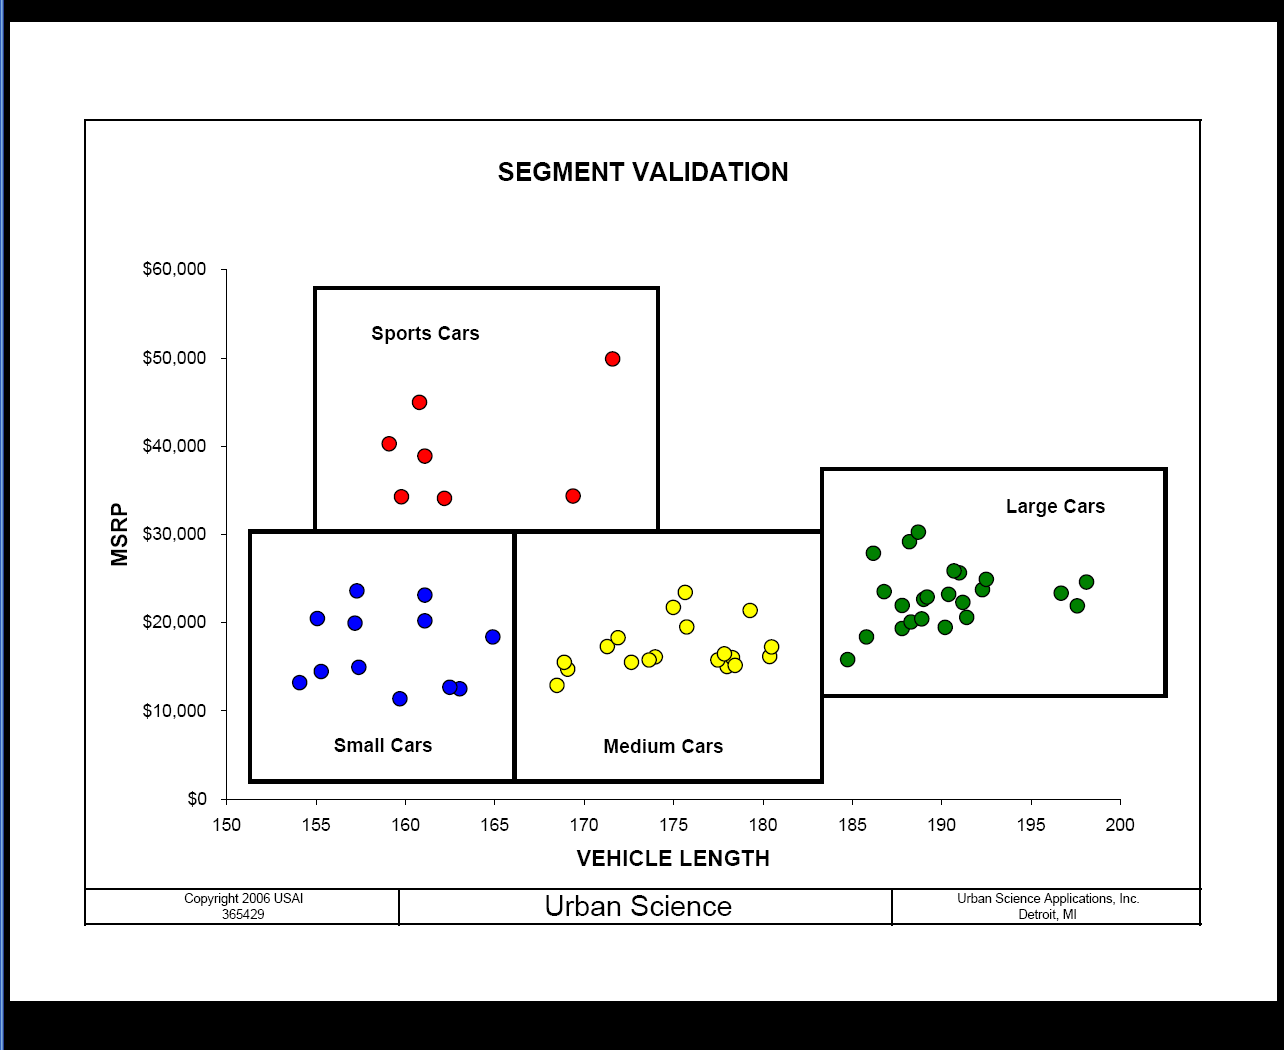 SEGMENT VALIDATION
$60,000
Sports Cars
$50,000
$40,000
Large Cars
MSRP
$30,000
$20,000
$10,000
Small Cars
Medium Cars
$0
150 155 160 165 170 175 180 185 190 195 200
VEHICLE LENGTH
Copyright 2006 USAI
365429
Urban Science
Urban Science Applications, Inc.
Detroit, MI